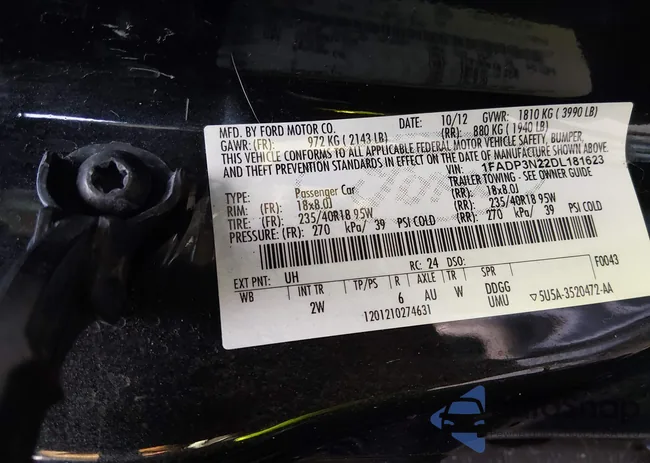 MFD. BY FORD MOTOR CO. DATE: 10/12 GVWR: 1810 KG ( 3990 LB)
GAWR: (FR): 972 KG ( 2143 LB) (RR): 880 KG ( 1940 LB)
THIS VEHICLE CONFORMS TO ALL APPLICABLE FEDERAL MOTOR VEHICLE SAFETY, BUMPER,
AND THEFT PREVENTION STANDARDS IN EFFECT ON THE DATE OF MANUFACTURE SHOWN ABOVE.
VIN: 1FADP3N22DL181623
TYPE: Passenger Car TRAILER TOWING - SEE OWNER GUIDE
RIM: (FR): 18x8.0J (RR): 18x8.0J
TIRE: (FR): 235/40R18 95W (RR): 235/40R18 95W
PRESSURE: (FR): 270 kPa/ 39 PSI COLD (RR): 270 kPa/ 39 PSI COLD
RC: 24 DSO: F0043
EXT PNT: UH
WB INT TR TP/PS R AXLE TR SPR
2W 6 AU W DDGG
UMU
1201210274631 5U5A-3520472-AA